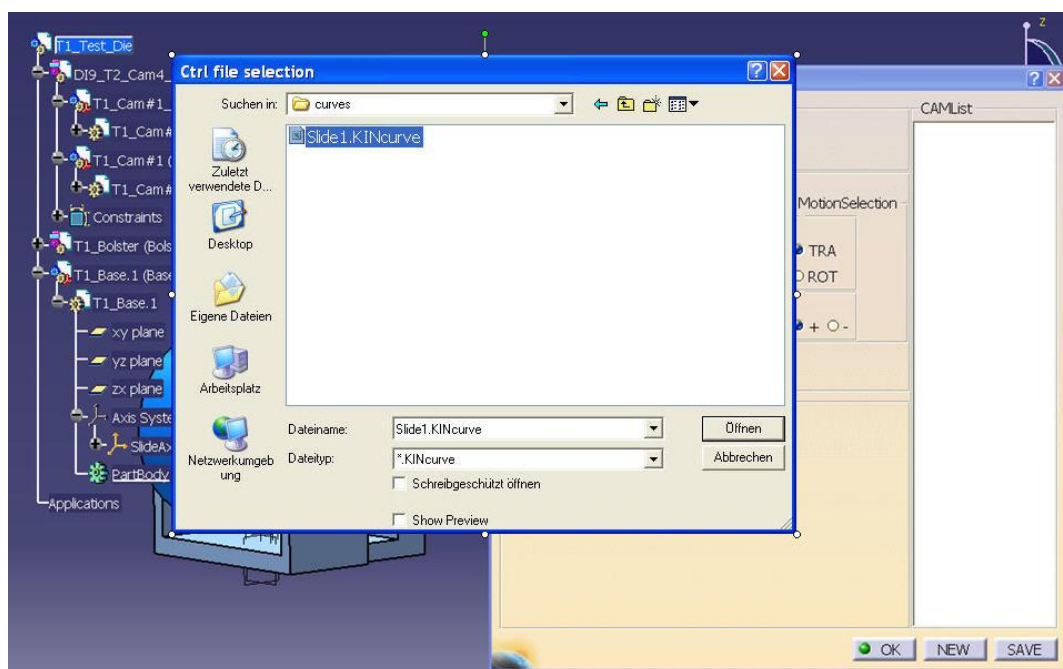 z
T1_Test_Die
DI9_T2_Cam4_
T1_Cam#1_
T1_Cam#
T1_Cam#1 (
T1_Cam#
Constraints
T1_Bolster (Bols
T1_Base.1 (Base
T1_Base.1
xy plane
yz plane
zx plane
Axis Syste
SlideAx
PartBody
Applications
Ctrl file selection
Suchen in:
curves
Slide1.KINcurve
Zuletzt
verwendete D...
Desktop
Eigene Dateien
Arbeitsplatz
Netzwerkumgeb
ung
Dateiname:
Slide1.KINcurve
Öffnen
Dateityp:
*.KINcurve
Abbrechen
Schreibgeschützt öffnen
Show Preview
CAMList
MotionSelection
TRA
ROT
+ -
OK
NEW
SAVE